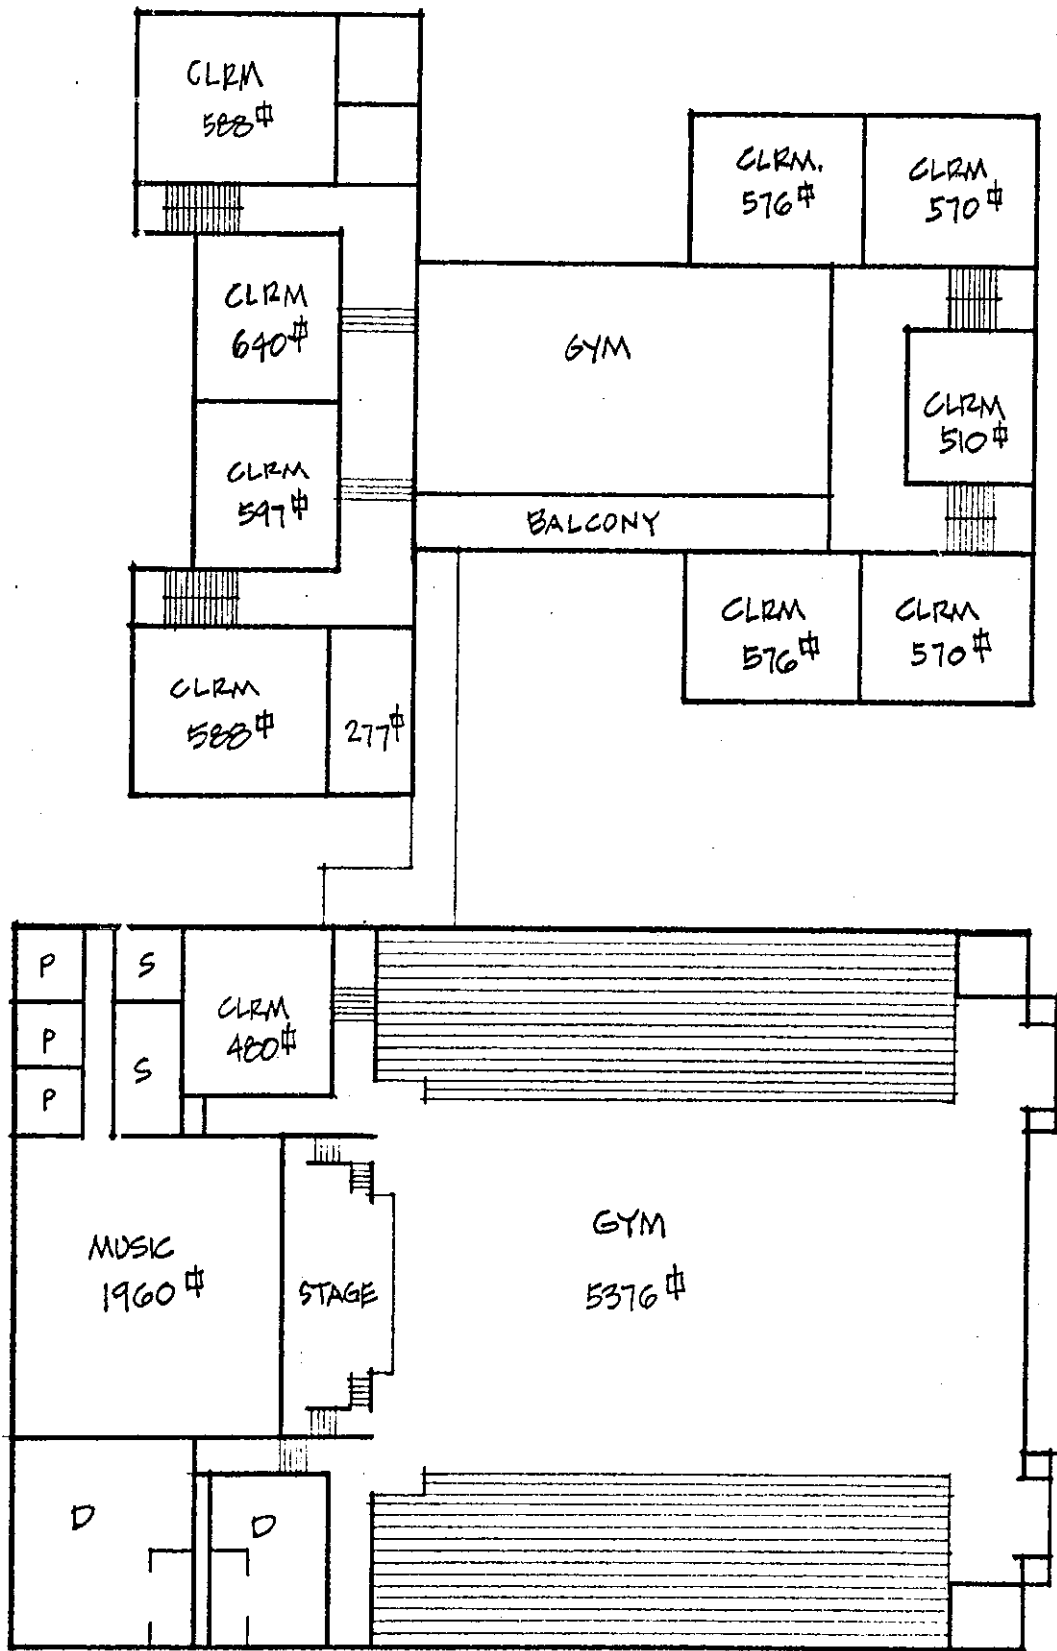 CLRM
588⌷
CLRM.
576⌷
CLRM
570⌷
CLRM
640⌷
GYM
CLRM
510⌷
CLRM
597⌷
BALCONY
CLRM
576⌷
CLRM
570⌷
CLRM
588⌷
277⌷
P
S
CLRM
480⌷
P
S
P
MUSIC
1960⌷
STAGE
GYM
5376⌷
D
D